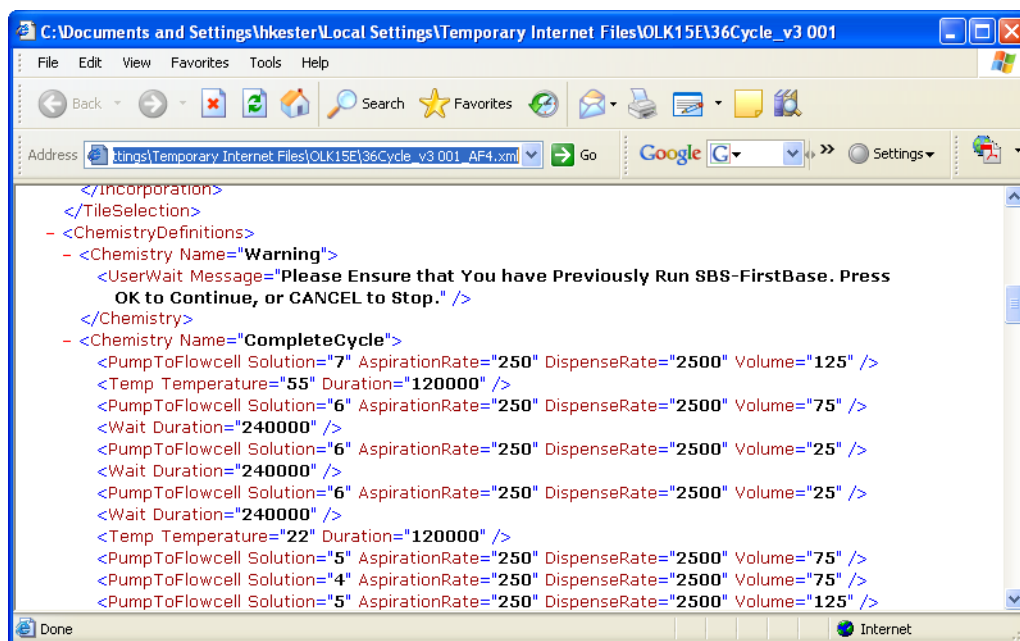 C:\Documents and Settings\hkester\Local Settings\Temporary Internet Files\OLK15E\36Cycle_v3 001
File Edit View Favorites Tools Help
Back Search Favorites
Address ttings\Temporary Internet Files\OLK15E\36Cycle_v3 001_AF4.xml Go Google G Settings
</Incorporation>
</TileSelection>
– <ChemistryDefinitions>
– <Chemistry Name="Warning">
<UserWait Message="Please Ensure that You have Previously Run SBS-FirstBase. Press
OK to Continue, or CANCEL to Stop." />
</Chemistry>
– <Chemistry Name="CompleteCycle">
<PumpToFlowcell Solution="7" AspirationRate="250" DispenseRate="2500" Volume="125" />
<Temp Temperature="55" Duration="120000" />
<PumpToFlowcell Solution="6" AspirationRate="250" DispenseRate="2500" Volume="75" />
<Wait Duration="240000" />
<PumpToFlowcell Solution="6" AspirationRate="250" DispenseRate="2500" Volume="25" />
<Wait Duration="240000" />
<PumpToFlowcell Solution="6" AspirationRate="250" DispenseRate="2500" Volume="25" />
<Wait Duration="240000" />
<Temp Temperature="22" Duration="120000" />
<PumpToFlowcell Solution="5" AspirationRate="250" DispenseRate="2500" Volume="75" />
<PumpToFlowcell Solution="4" AspirationRate="250" DispenseRate="2500" Volume="75" />
<PumpToFlowcell Solution="5" AspirationRate="250" DispenseRate="2500" Volume="125" />
Done Internet